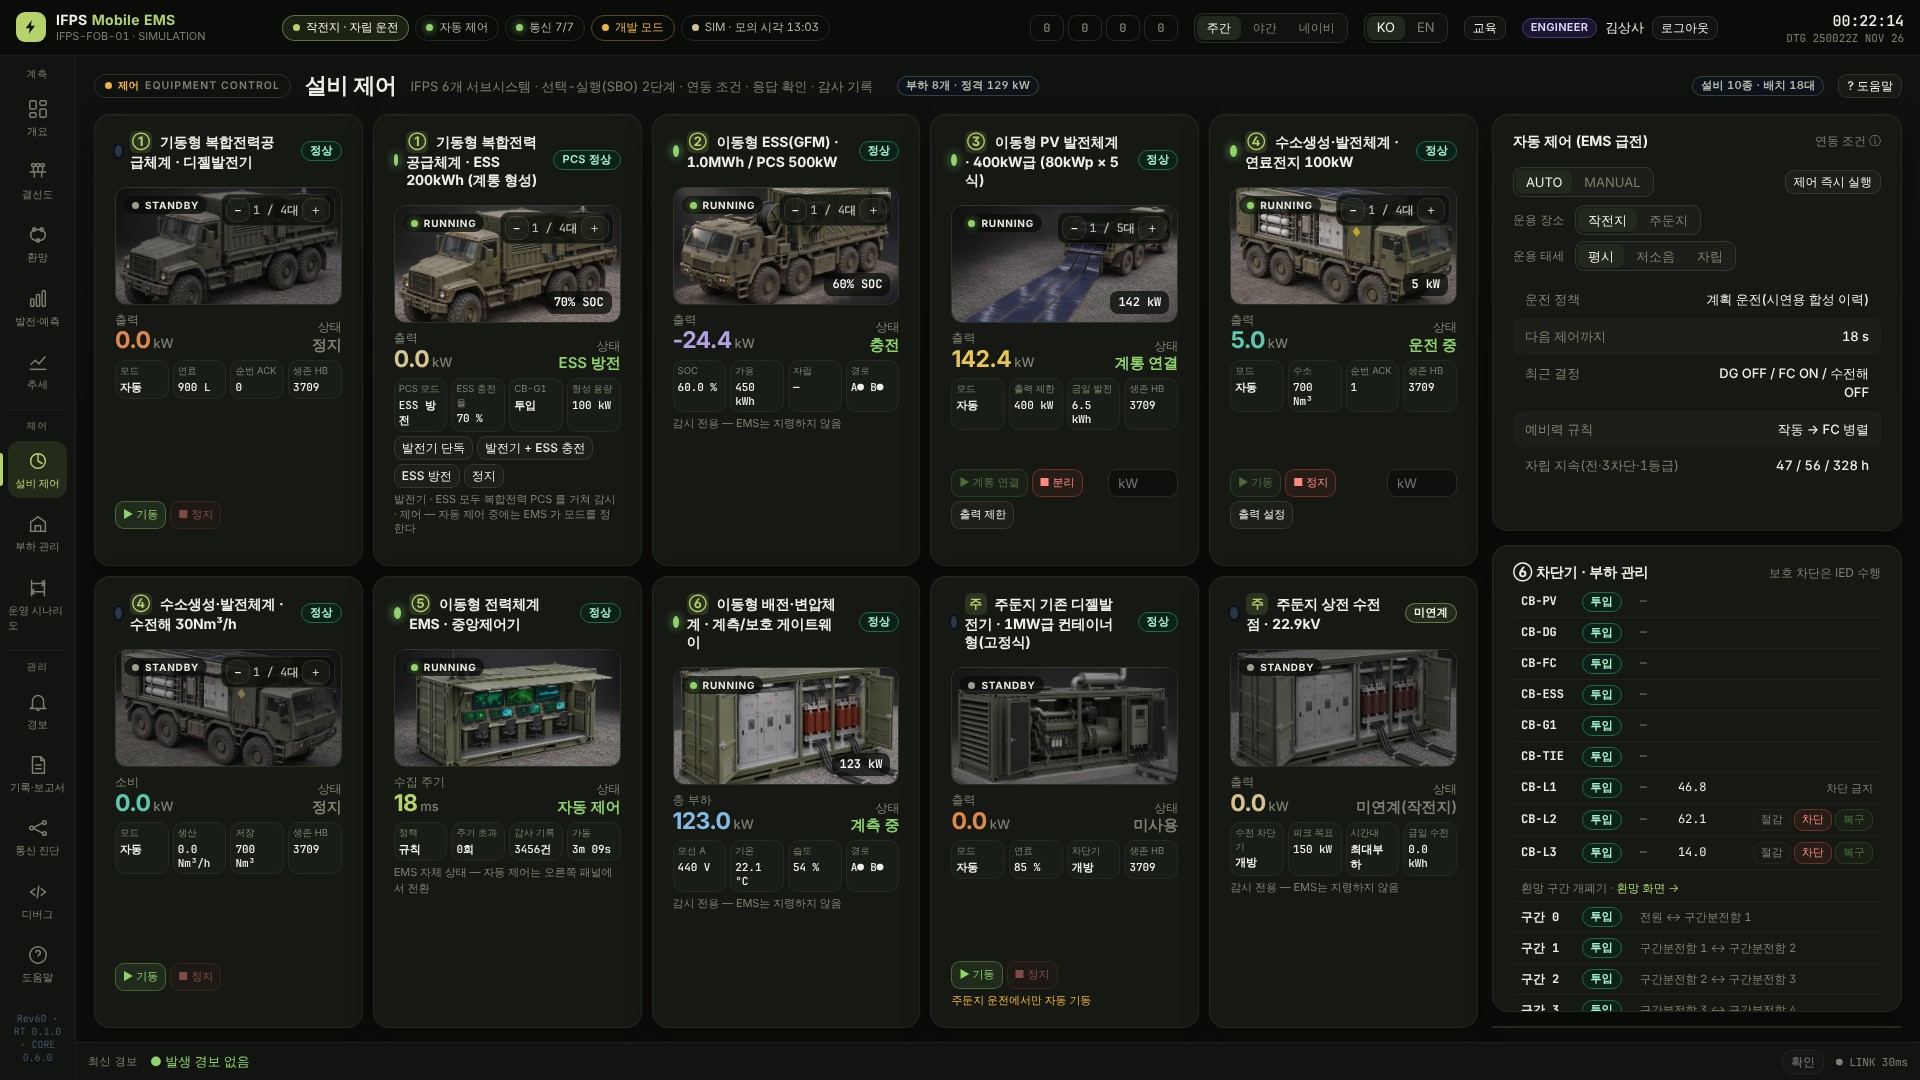 IFPS Mobile EMS
IFPS-FOB-01 · SIMULATION
작전지 · 자립 운전
자동 제어
통신 7/7
개발 모드
SIM · 모의 시각 13:03
0 0 0 0
주간 야간 네이비
KO EN
교육
ENGINEER 김상사 로그아웃
00:22:14
DTG 250022Z NOV 26
계측
개요
결선도
환망
발전·예측
추세
제어
설비 제어
부하 관리
운영 시나리
오
관리
경보
기록·보고서
통신 진단
디버그
도움말
Rev60 ·
RT 0.1.0
· CORE
0.6.0
제어 EQUIPMENT CONTROL
설비 제어
IFPS 6개 서브시스템 · 선택-실행(SBO) 2단계 · 연동 조건 · 응답 확인 · 감사 기록
부하 8개 · 정격 129 kW
설비 10종 · 배치 18대
? 도움말
① 기동형 복합전력공
급체계 · 디젤발전기
정상
STANDBY
− 1 / 4대 +
출력
0.0 kW
상태
정지
모드 자동
연료 900 L
순번 ACK 0
생존 HB 3709
▶ 기동 ■ 정지
① 기동형 복합전력
공급체계 · ESS
200kWh (계통 형성)
PCS 정상
RUNNING
− 1 / 4대 +
70% SOC
출력
0.0 kW
상태
ESS 방전
PCS 모드 ESS 방전
ESS 충전율 70 %
CB-G1 투입
형성 용량 100 kW
발전기 단독 발전기 + ESS 충전
ESS 방전 정지
발전기 · ESS 모두 복합전력 PCS 를 거쳐 감시
· 제어 — 자동 제어 중에는 EMS 가 모드를 정
한다
② 이동형 ESS(GFM) ·
1.0MWh / PCS 500kW
정상
RUNNING
− 1 / 4대 +
60% SOC
출력
-24.4 kW
상태
충전
SOC 60.0 %
가용 450 kWh
자립 —
경로 A● B●
감시 전용 — EMS는 지령하지 않음
③ 이동형 PV 발전체계
· 400kW급 (80kWp × 5
식)
정상
RUNNING
− 1 / 5대 +
142 kW
출력
142.4 kW
상태
계통 연결
모드 자동
출력 제한 400 kW
금일 발전 6.5 kWh
생존 HB 3709
▶ 계통 연결 ■ 분리 kW
출력 제한
④ 수소생성·발전체계 ·
연료전지 100kW
정상
RUNNING
− 1 / 4대 +
5 kW
출력
5.0 kW
상태
운전 중
모드 자동
수소 700 Nm³
순번 ACK 1
생존 HB 3709
▶ 기동 ■ 정지 kW
출력 설정
④ 수소생성·발전체계 ·
수전해 30Nm³/h
정상
STANDBY
− 1 / 4대 +
소비
0.0 kW
상태
정지
모드 자동
생산 0.0 Nm³/h
저장 700 Nm³
생존 HB 3709
▶ 기동 ■ 정지
⑤ 이동형 전력체계
EMS · 중앙제어기
정상
RUNNING
수집 주기
18 ms
상태
자동 제어
정책 규칙
주기 초과 0회
감사 기록 3456건
가동 3m 09s
EMS 자체 상태 — 자동 제어는 오른쪽 패널에
서 전환
⑥ 이동형 배전·변압체
계 · 계측/보호 게이트웨
이
정상
RUNNING
123 kW
총 부하
123.0 kW
상태
계측 중
모선 A 440 V
기온 22.1 °C
습도 54 %
경로 A● B●
감시 전용 — EMS는 지령하지 않음
주 주둔지 기존 디젤발
전기 · 1MW급 컨테이너
형(고정식)
정상
STANDBY
출력
0.0 kW
상태
미사용
모드 자동
연료 85 %
차단기 개방
생존 HB 3709
▶ 기동 ■ 정지
주둔지 운전에서만 자동 기동
주 주둔지 상전 수전
점 · 22.9kV
미연계
STANDBY
출력
0.0 kW
상태
미연계(작전지)
수전 차단기 개방
피크 목표 150 kW
시간대 최대부하
금일 수전 0.0 kWh
감시 전용 — EMS는 지령하지 않음
자동 제어 (EMS 급전)
연동 조건 ⓘ
AUTO MANUAL
제어 즉시 실행
운용 장소 작전지 주둔지
운용 태세 평시 저소음 자립
운전 정책 계획 운전(시연용 합성 이력)
다음 제어까지 18 s
최근 결정 DG OFF / FC ON / 수전해
OFF
예비력 규칙 작동 → FC 병렬
자립 지속(전·3차단·1등급) 47 / 56 / 328 h
⑥ 차단기 · 부하 관리
보호 차단은 IED 수행
CB-PV 투입 —
CB-DG 투입 —
CB-FC 투입 —
CB-ESS 투입 —
CB-G1 투입 —
CB-TIE 투입 —
CB-L1 투입 — 46.8 차단 금지
CB-L2 투입 — 62.1 절감 차단 복구
CB-L3 투입 — 14.0 절감 차단 복구
환망 구간 개폐기 · 환망 화면 →
구간 0 투입 전원 ↔ 구간분전함 1
구간 1 투입 구간분전함 1 ↔ 구간분전함 2
구간 2 투입 구간분전함 2 ↔ 구간분전함 3
구간 3 투입 구간분전함 3 ↔ 구간분전함 4
최신 경보
발생 경보 없음
확인
LINK 30ms